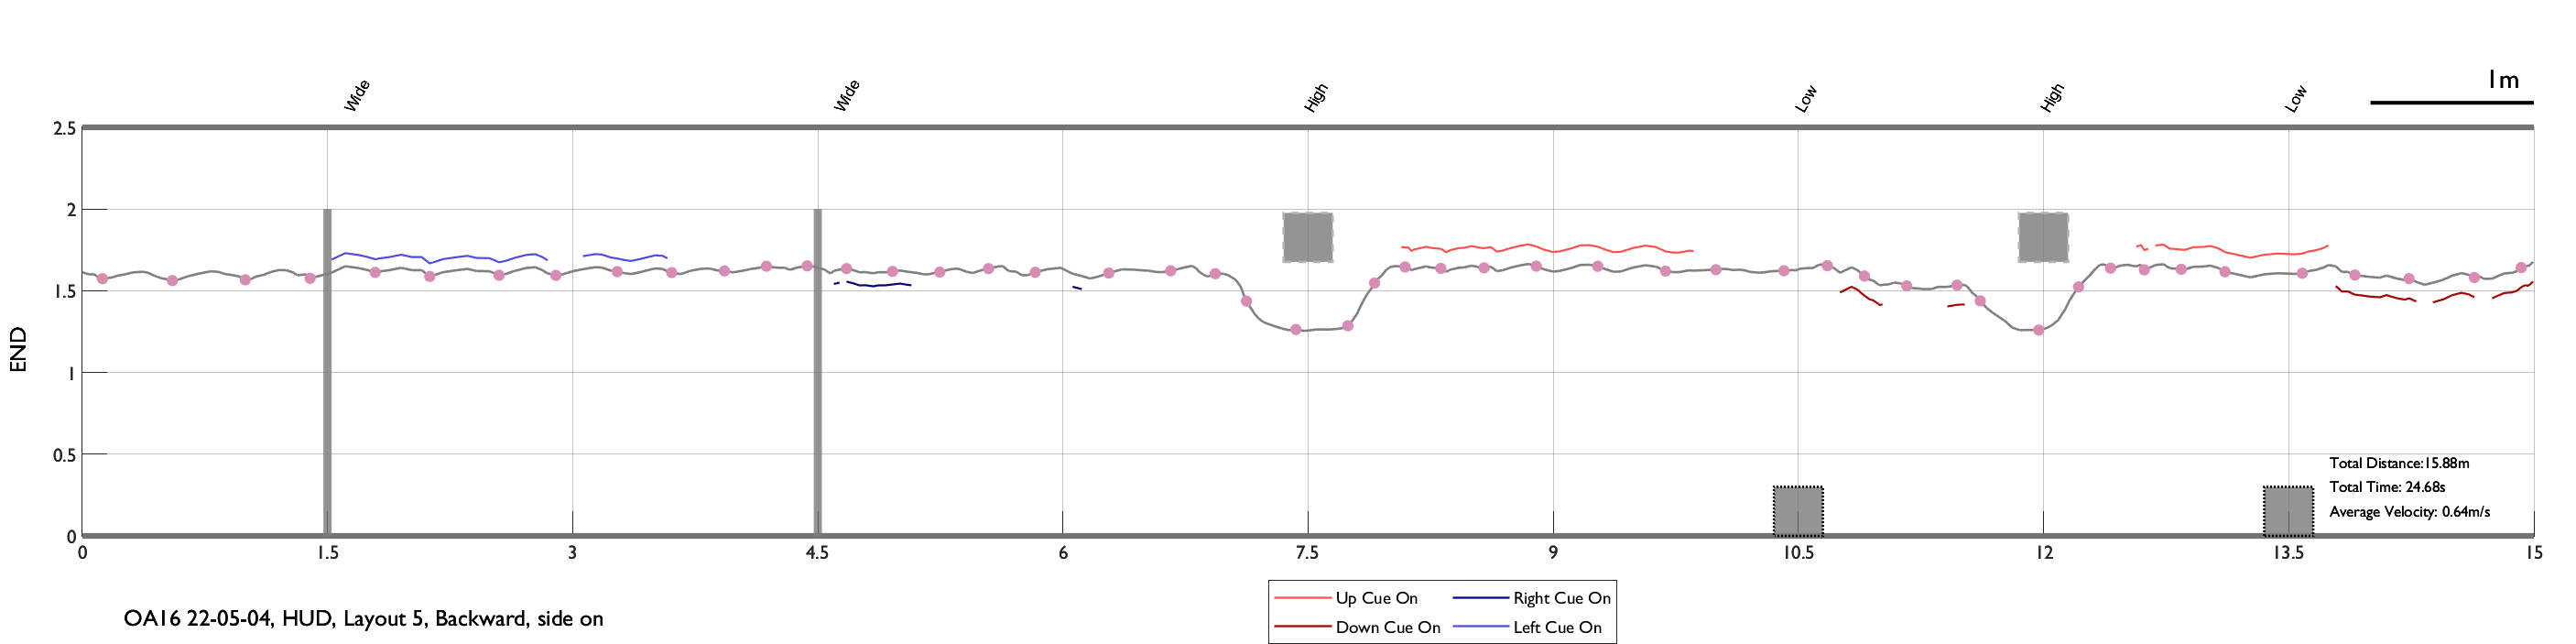 Wide
Wide
High
Low
High
Low
1m
2.5
2
1.5
1
0.5
0
END
Total Distance:15.88m
Total Time: 24.68s
Average Velocity: 0.64m/s
0 1.5 3 4.5 6 7.5 9 10.5 12 13.5 15
Up Cue On Right Cue On
Down Cue On Left Cue On
OA16 22-05-04, HUD, Layout 5, Backward, side on